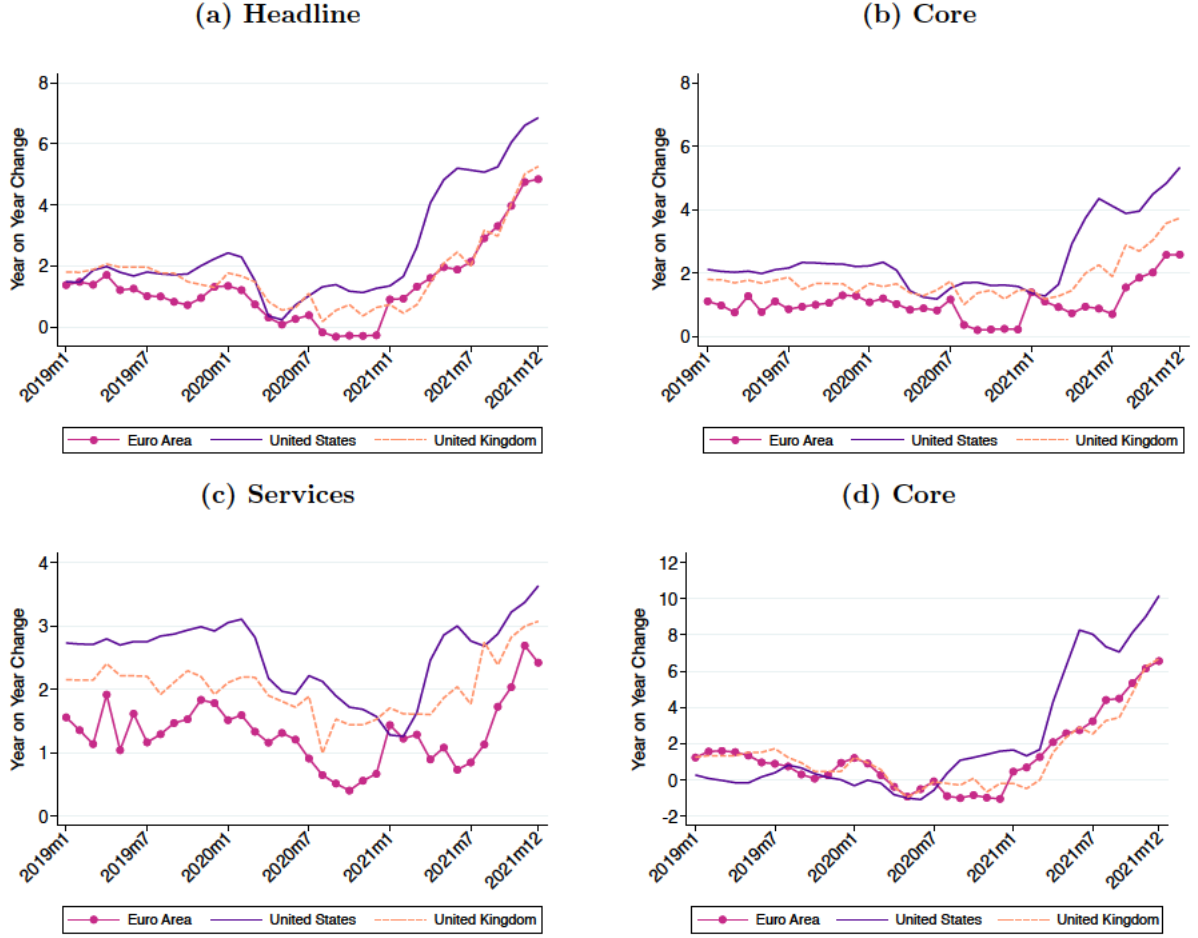 (a) Headline
Year on Year Change
8
6
4
2
0
2019m1
2019m7
2020m1
2020m7
2021m1
2021m7
2021m12
Euro Area United States United Kingdom
(b) Core
Year on Year Change
8
6
4
2
0
2019m1
2019m7
2020m1
2020m7
2021m1
2021m7
2021m12
Euro Area United States United Kingdom
(c) Services
Year on Year Change
4
3
2
1
0
2019m1
2019m7
2020m1
2020m7
2021m1
2021m7
2021m12
Euro Area United States United Kingdom
(d) Core
Year on Year Change
12
10
8
6
4
2
0
-2
2019m1
2019m7
2020m1
2020m7
2021m1
2021m7
2021m12
Euro Area United States United Kingdom